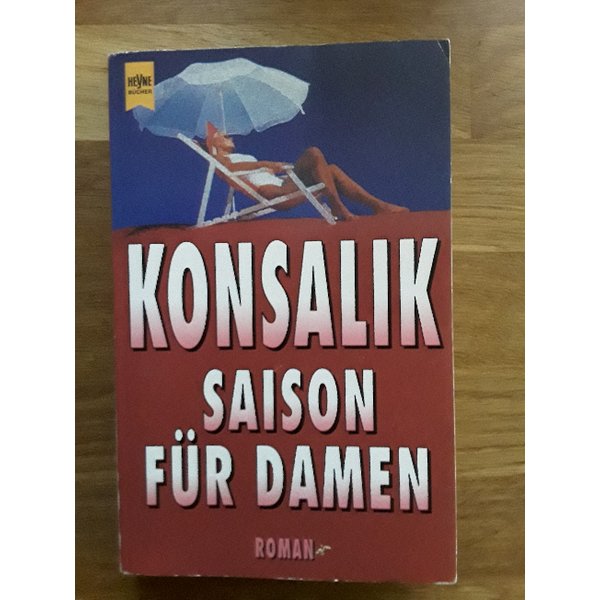 HEYNE
BÜCHER
KONSALIK
SAISON
FÜR DAMEN
ROMAN